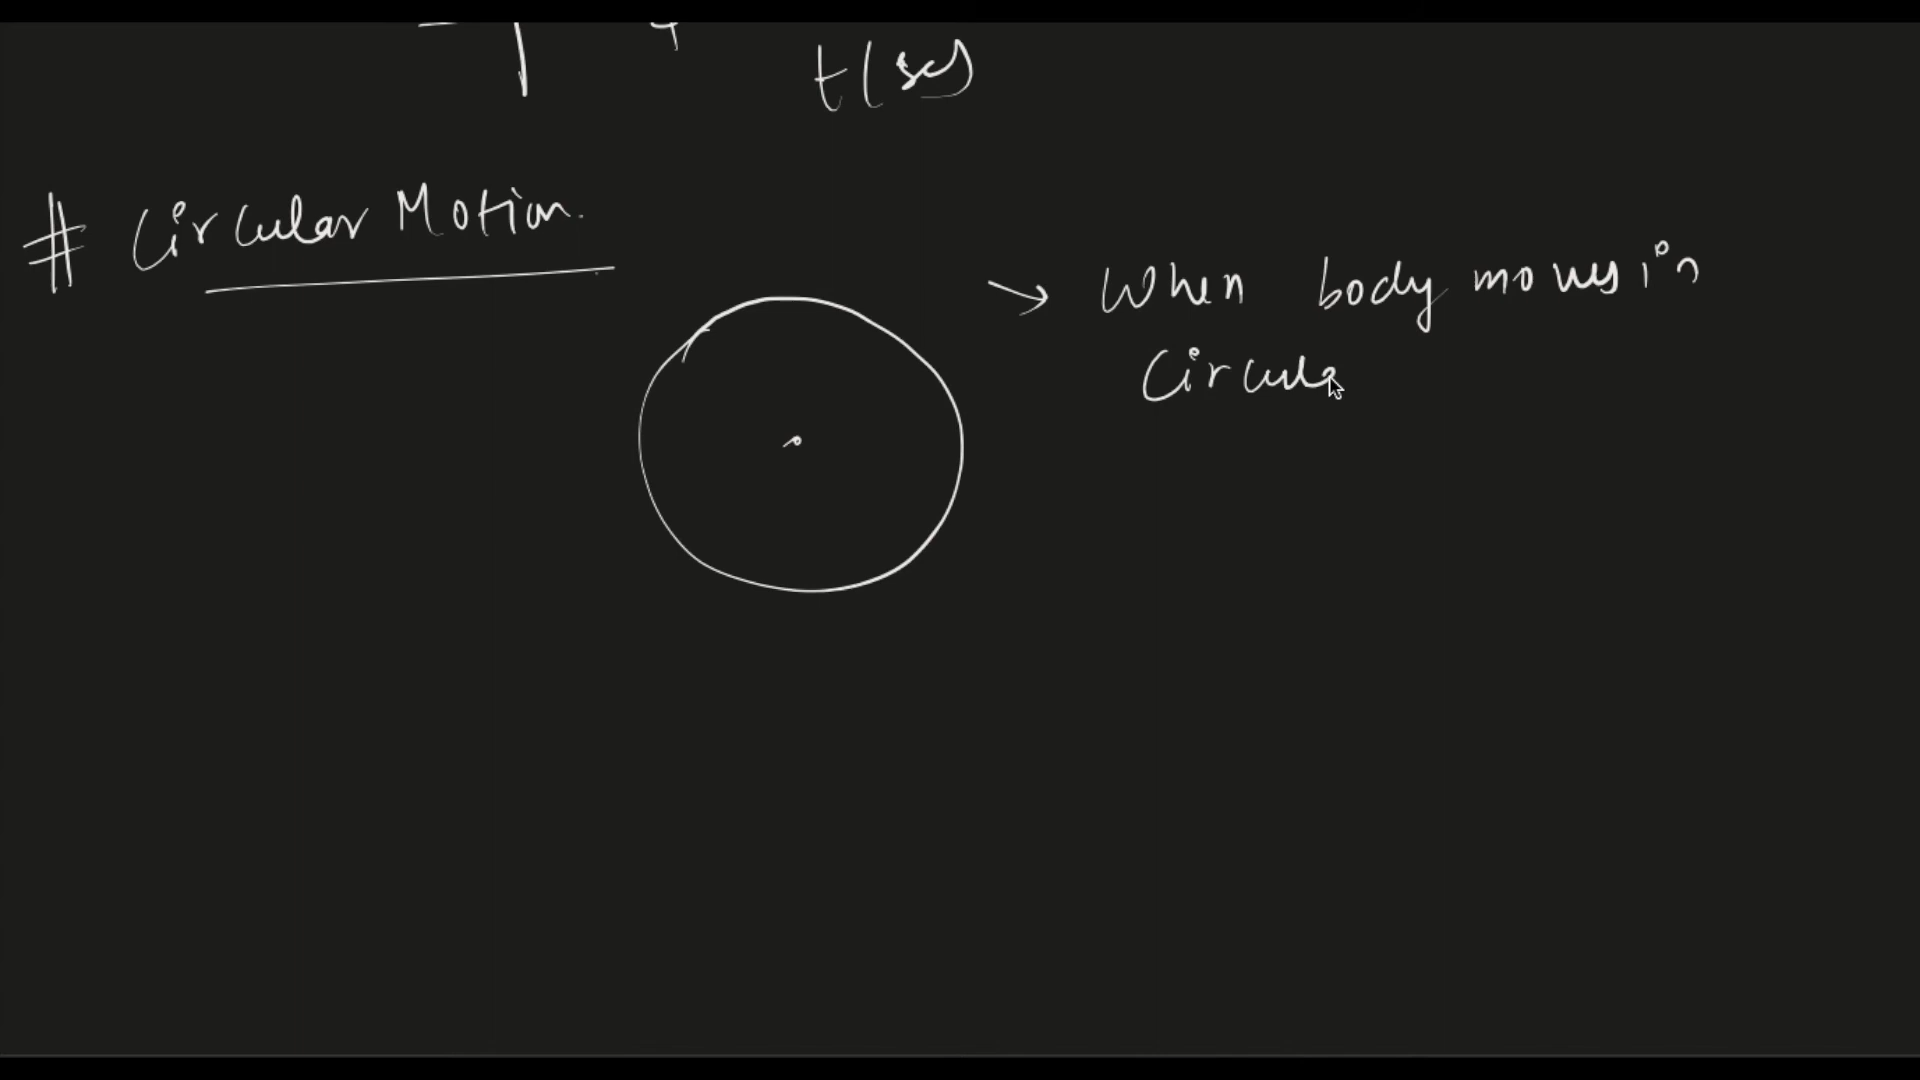 t(sec)
# Circular Motion.
→ When body moves in
Circula